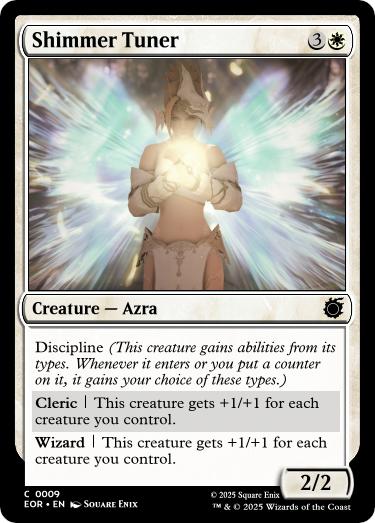 Shimmer Tuner
3
Creature — Azra
Discipline (This creature gains abilities from its
types. Whenever it enters or you put a counter
on it, it gains your choice of these types.)
Cleric | This creature gets +1/+1 for each
creature you control.
Wizard | This creature gets +1/+1 for each
creature you control.
2/2
C 0009
EOR • EN Square Enix
© 2025 Square Enix
™ & © 2025 Wizards of the Coast